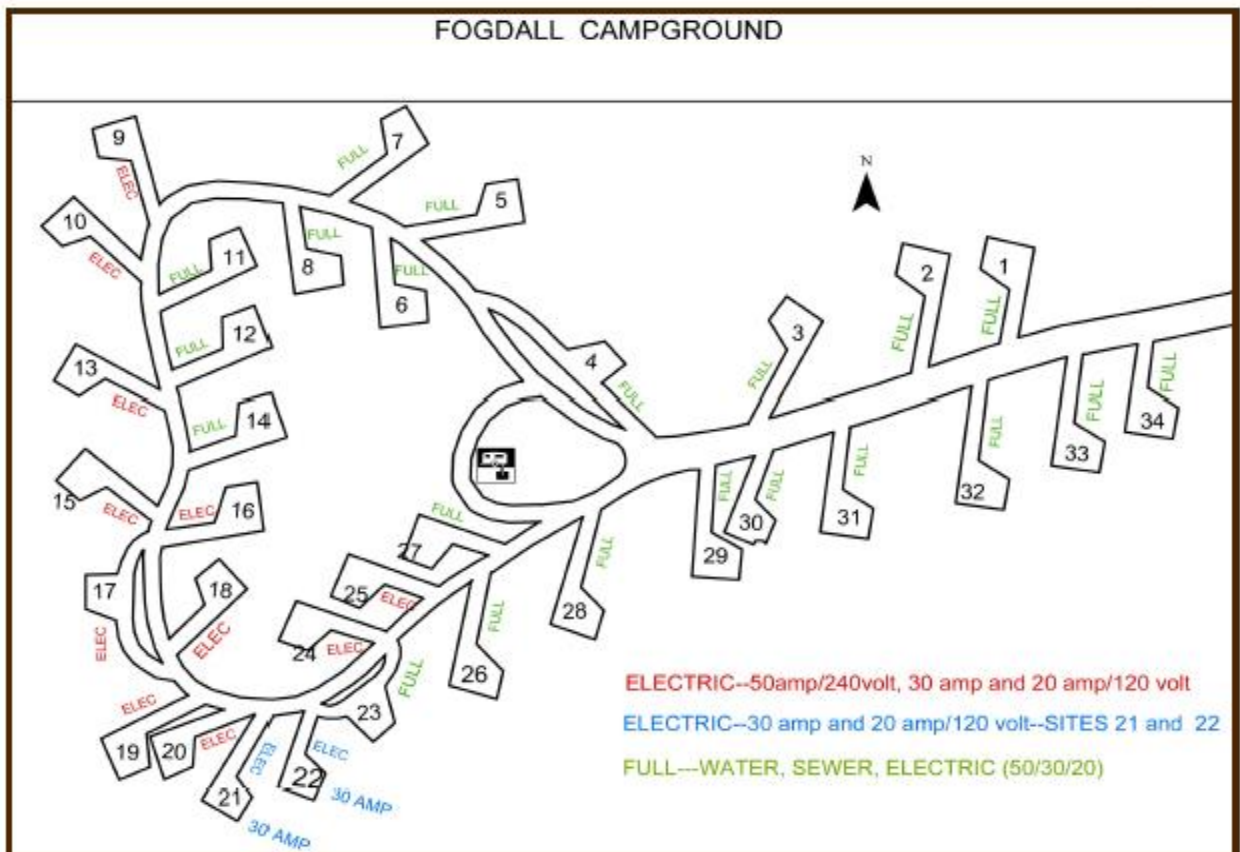 FOGDALL CAMPGROUND
N
9
ELEC
7
FULL
5
FULL
10
ELEC
11
FULL
8
FULL
6
FULL
2
FULL
1
FULL
3
FULL
12
FULL
13
ELEC
4
FULL
34
FULL
33
FULL
14
FULL
32
FULL
15
ELEC
16
ELEC
31
FULL
30
FULL
29
FULL
27
FULL
28
FULL
17
ELEC
18
ELEC
25
ELEC
24
ELEC
26
FULL
23
FULL
19
ELEC
20
ELEC
21
ELEC
30 AMP
22
ELEC
30 AMP
ELECTRIC--50amp/240volt, 30 amp and 20 amp/120 volt
ELECTRIC--30 amp and 20 amp/120 volt--SITES 21 and 22
FULL---WATER, SEWER, ELECTRIC (50/30/20)